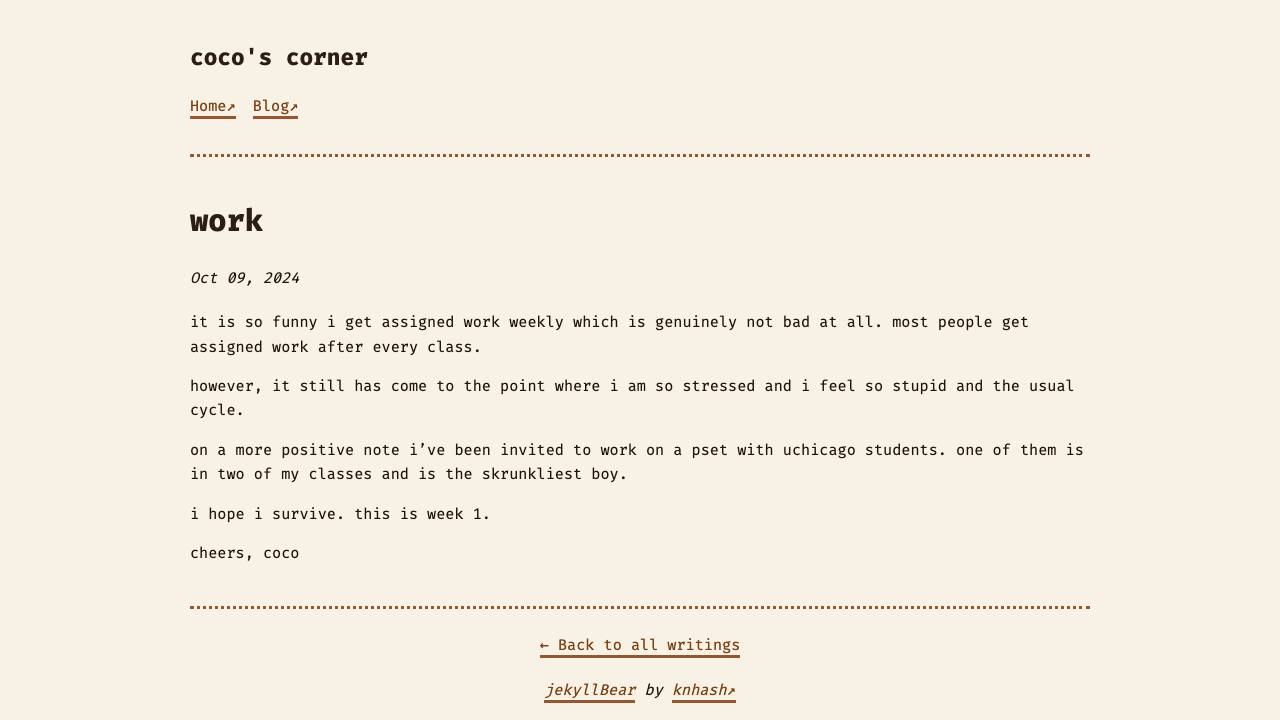 coco's corner
Home↗ Blog↗
work
Oct 09, 2024
it is so funny i get assigned work weekly which is genuinely not bad at all. most people get
assigned work after every class.
however, it still has come to the point where i am so stressed and i feel so stupid and the usual
cycle.
on a more positive note i’ve been invited to work on a pset with uchicago students. one of them is
in two of my classes and is the skrunkliest boy.
i hope i survive. this is week 1.
cheers, coco
← Back to all writings
jekyllBear by knhash↗